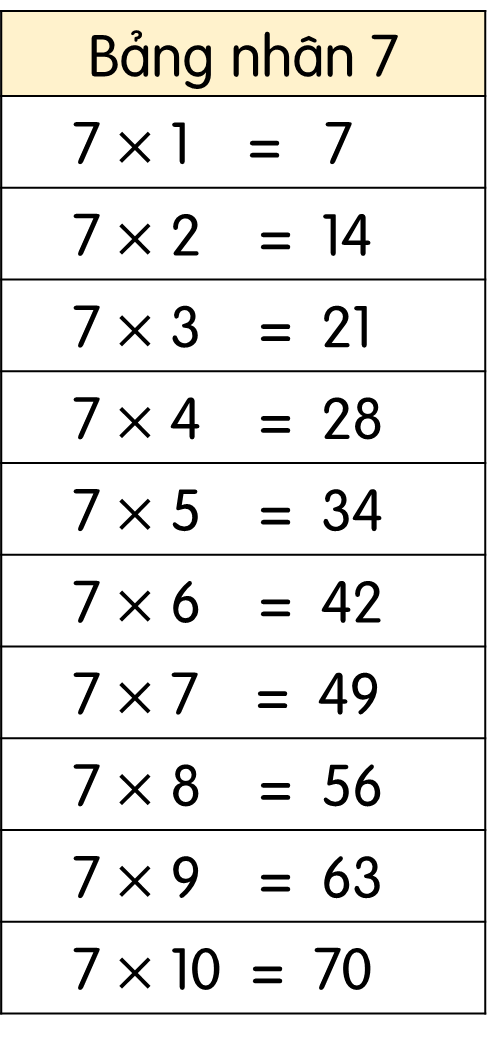 Bảng nhân 7
7 × 1 = 7
7 × 2 = 14
7 × 3 = 21
7 × 4 = 28
7 × 5 = 34
7 × 6 = 42
7 × 7 = 49
7 × 8 = 56
7 × 9 = 63
7 × 10 = 70